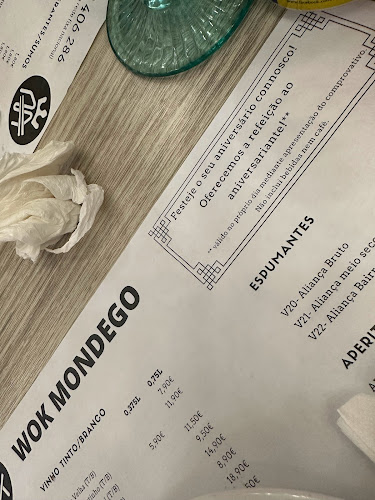 406 286
Festeje o seu aniversário connosco!
Oferecemos a refeição ao
aniversariante!**
**válido no próprio dia mediante apresentação do comprovativo
Não inclui bebidas nem café.
ESPUMANTES
V20- Aliança Bruto
V21- Aliança meio seco
V22- Aliança
WOK MONDEGO
VINHO TINTO/BRANCO
0,375L 0,75L
7,90€
11,90€
5,90€ 11,50€
9,50€
14,90€
8,90€
18,90€
(T/B)
(T/B)
(T/B)